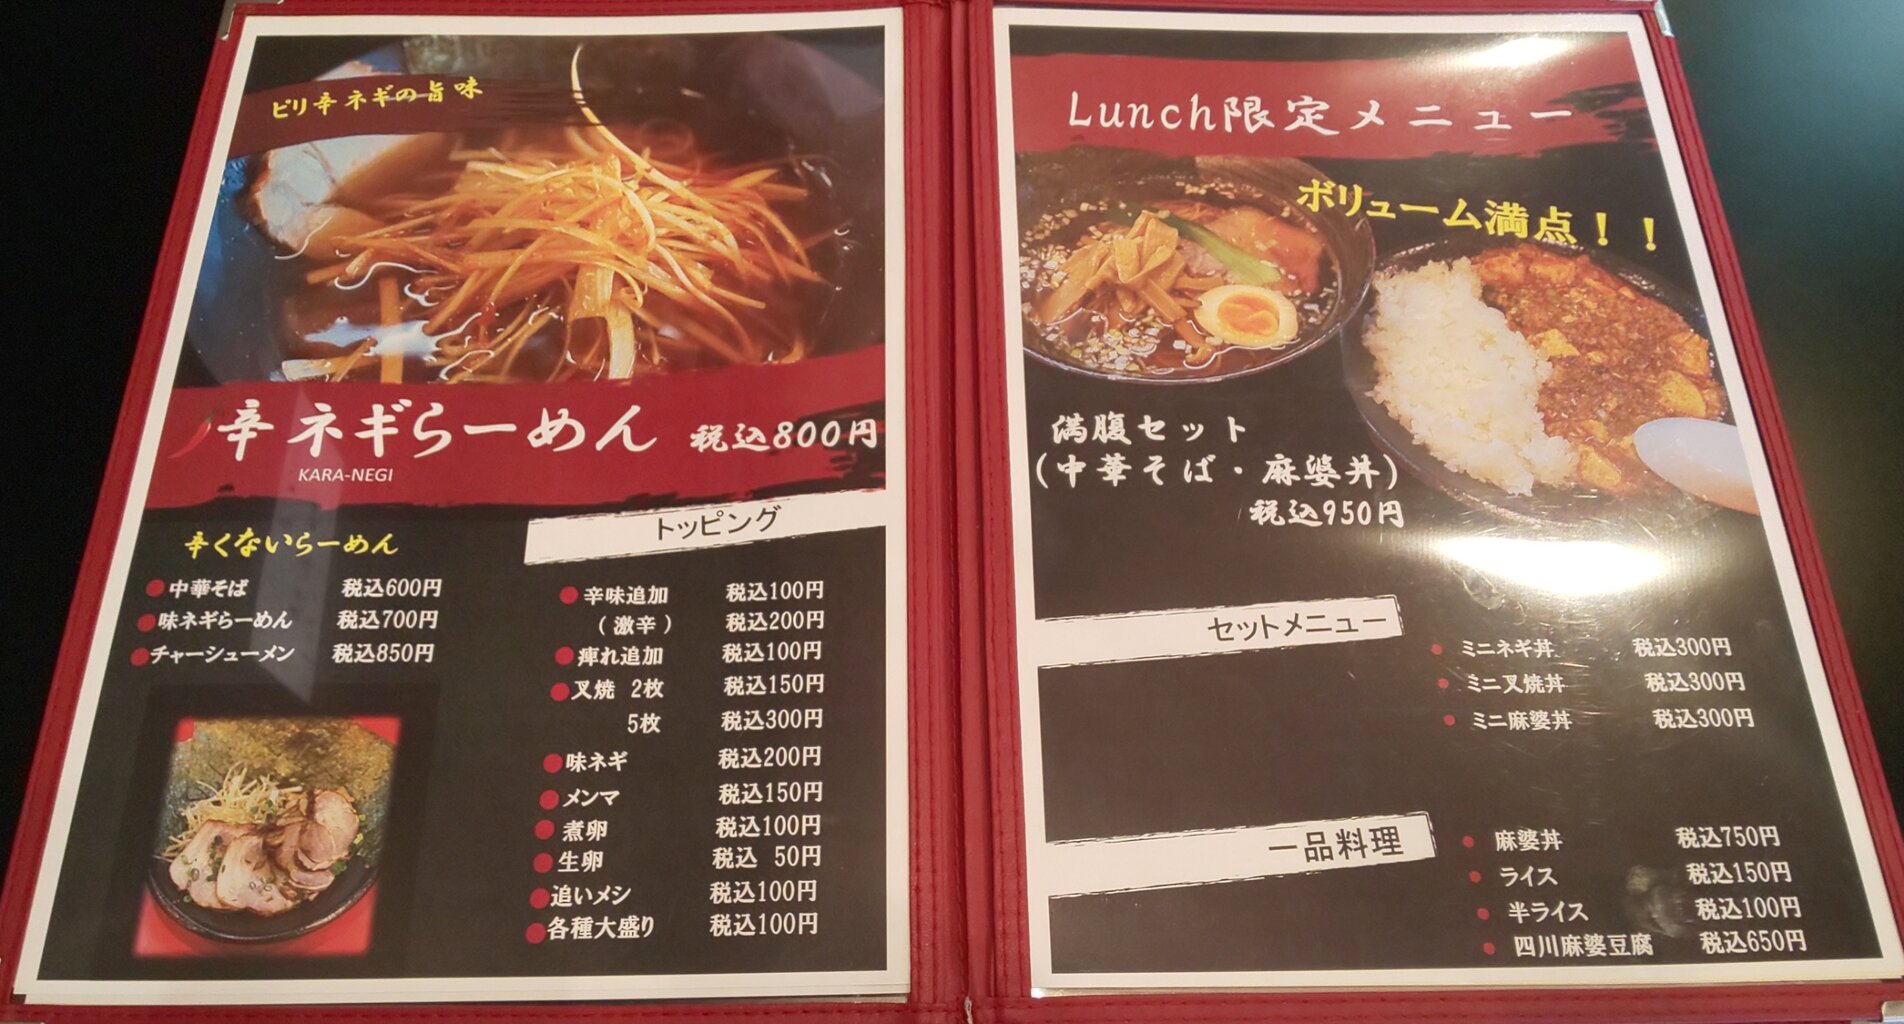 ピリ辛ネギの旨味
辛ネギらーめん 税込800円
KARA-NEGI
辛くないらーめん
中華そば 税込600円
味ネギらーめん 税込700円
チャーシューメン 税込850円
トッピング
辛味追加 税込100円
(激辛) 税込200円
痺れ追加 税込100円
叉焼 2枚 税込150円
5枚 税込300円
味ネギ 税込200円
メンマ 税込150円
煮卵 税込100円
生卵 税込 50円
追いメシ 税込100円
各種大盛り 税込100円
Lunch限定メニュー
ボリューム満点!!
満腹セット
(中華そば・麻婆丼)
税込950円
セットメニュー
ミニネギ丼 税込300円
ミニ叉焼丼 税込300円
ミニ麻婆丼 税込300円
一品料理
麻婆丼 税込750円
ライス 税込150円
半ライス 税込100円
四川麻婆豆腐 税込650円